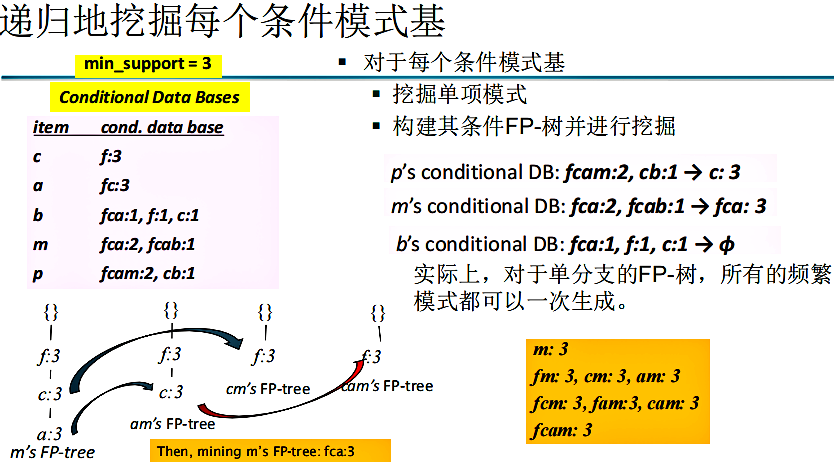 递归地挖掘每个条件模式基
min_support = 3
Conditional Data Bases
item cond. data base
c f:3
a fc:3
b fca:1, f:1, c:1
m fca:2, fcab:1
p fcam:2, cb:1
▪ 对于每个条件模式基
▪ 挖掘单项模式
▪ 构建其条件FP-树并进行挖掘
p’s conditional DB: fcam:2, cb:1 → c: 3
m’s conditional DB: fca:2, fcab:1 → fca: 3
b’s conditional DB: fca:1, f:1, c:1 → ϕ
实际上，对于单分支的FP-树，所有的频繁
模式都可以一次生成。
{}
f:3
c:3
a:3
m’s FP-tree
{}
f:3
c:3
am’s FP-tree
{}
f:3
cm’s FP-tree
{}
f:3
cam’s FP-tree
Then, mining m’s FP-tree: fca:3
m: 3
fm: 3, cm: 3, am: 3
fcm: 3, fam:3, cam: 3
fcam: 3